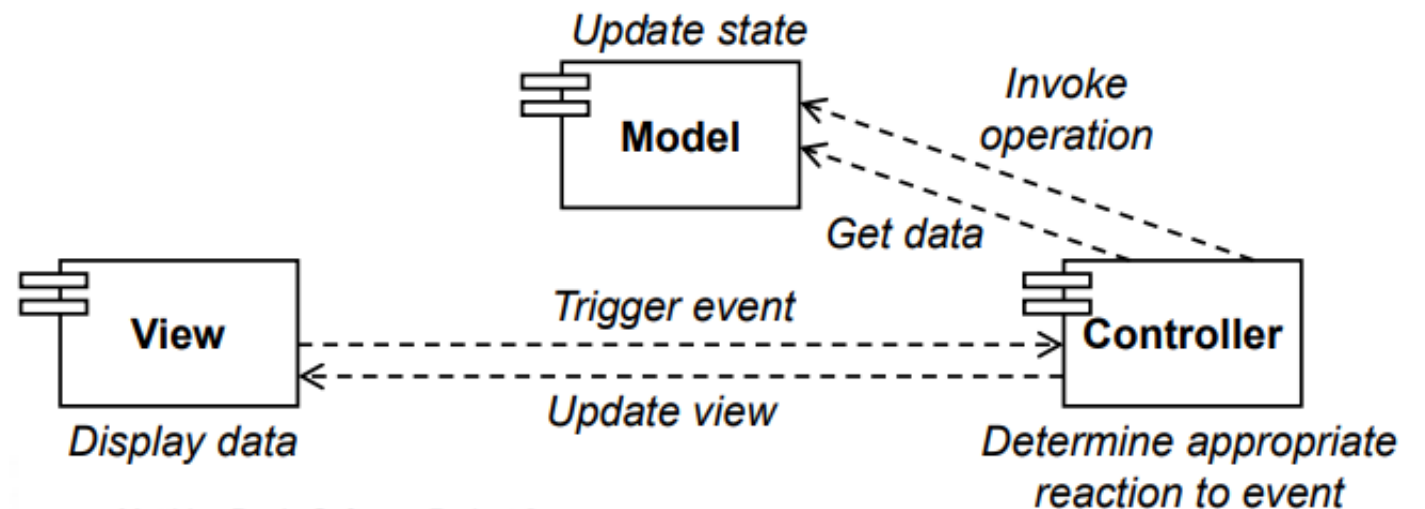 Update state
Model
Invoke
operation
Get data
View
Trigger event
Controller
Update view
Display data
Determine appropriate
reaction to event